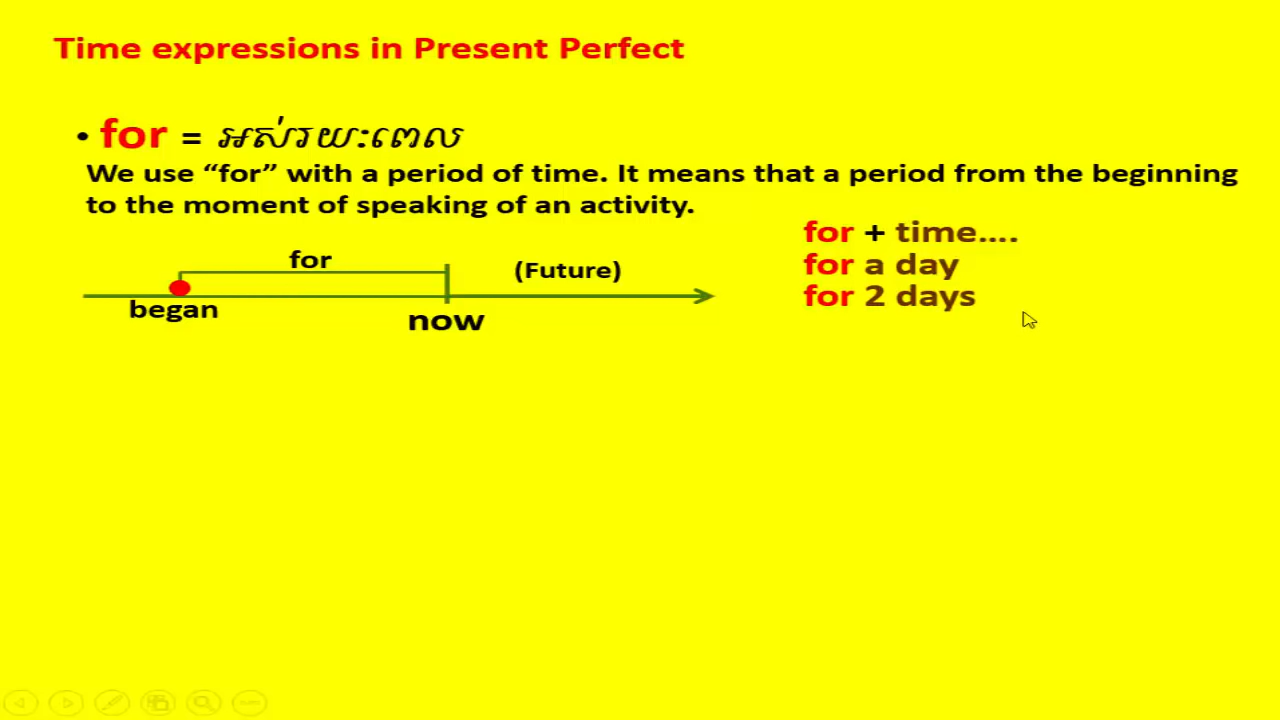 Time expressions in Present Perfect
• for = អស់រយៈពេល
We use “for” with a period of time. It means that a period from the beginning
to the moment of speaking of an activity.
for + time....
for a day
for 2 days
for
(Future)
began
now